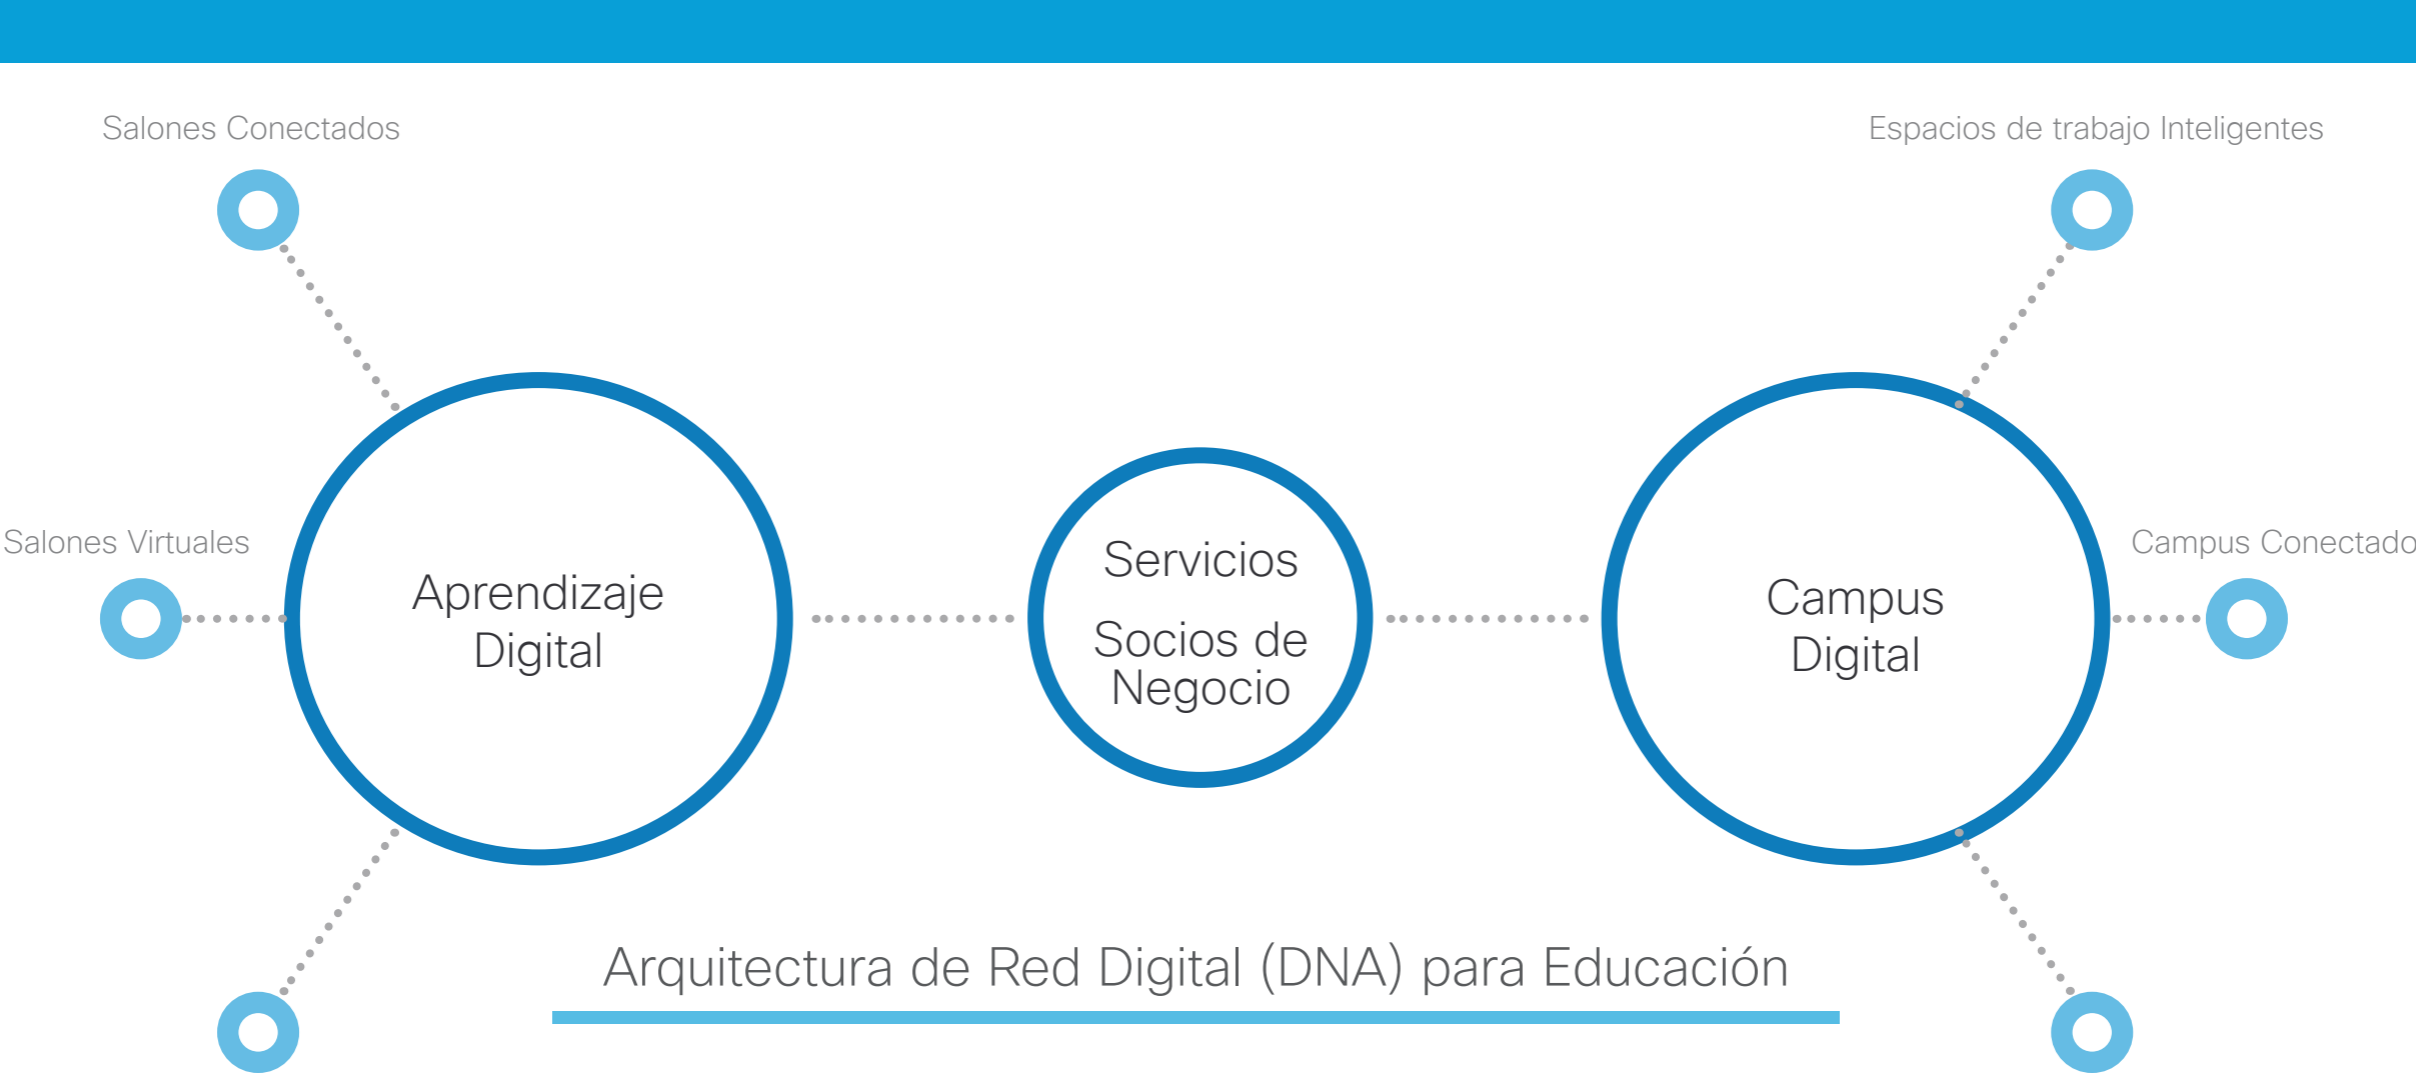 Salones Conectados
Espacios de trabajo Inteligentes
Salones Virtuales
Campus Conectado
Aprendizaje
Digital
Servicios
Socios de
Negocio
Campus
Digital
Arquitectura de Red Digital (DNA) para Educación